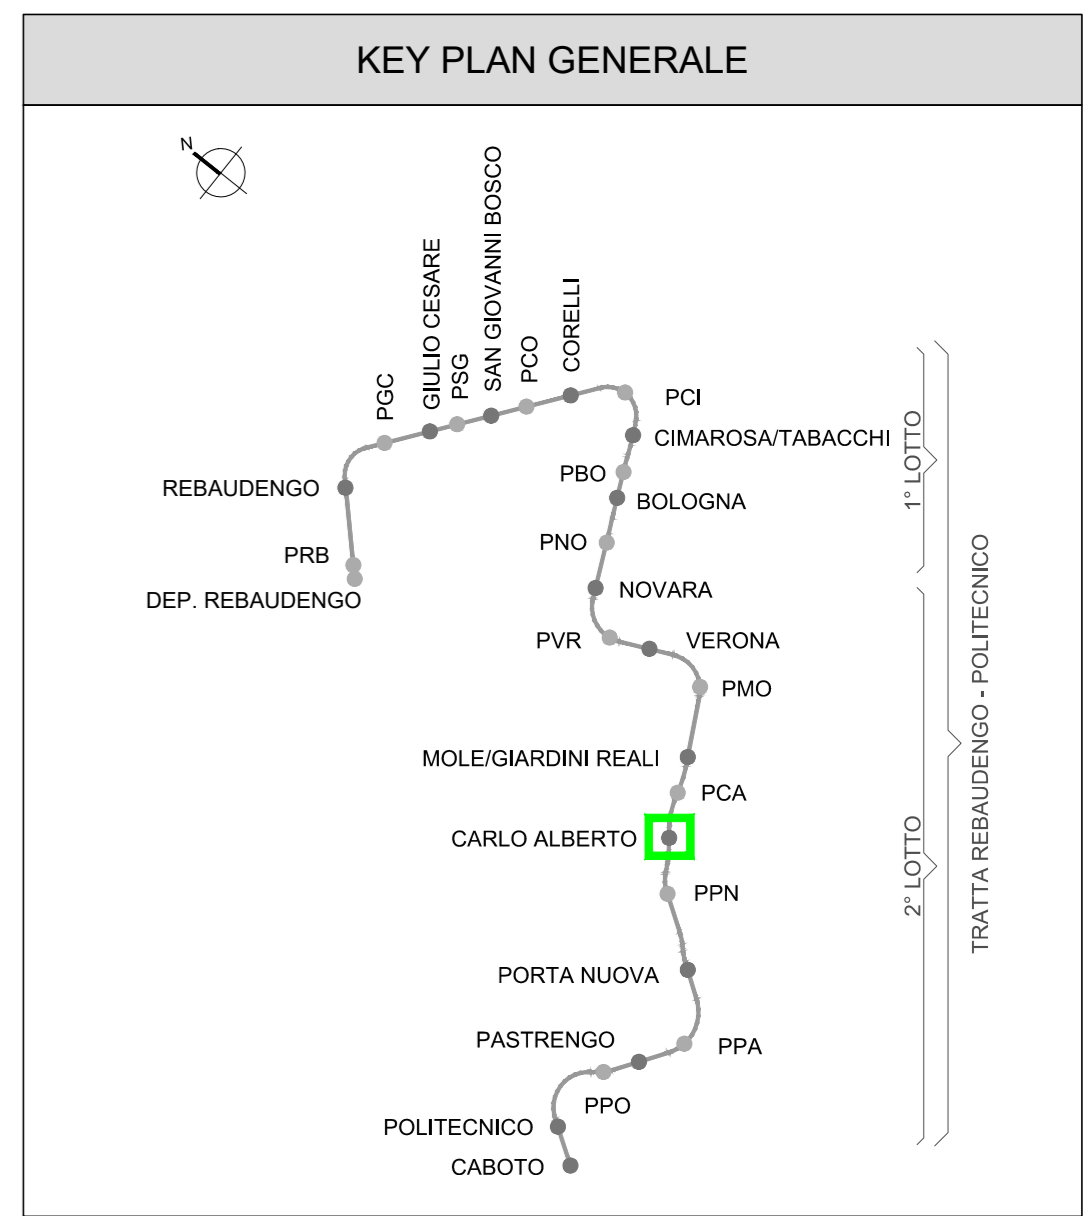 KEY PLAN GENERALE
N
PGC
GIULIO CESARE
PSG
SAN GIOVANNI BOSCO
PCO
CORELLI
PCI
CIMAROSA/TABACCHI
PBO
BOLOGNA
REBAUDENGO
PNO
PRB
NOVARA
DEP. REBAUDENGO
PVR
VERONA
PMO
MOLE/GIARDINI REALI
PCA
CARLO ALBERTO
PPN
PORTA NUOVA
PASTRENGO
PPA
PPO
POLITECNICO
CABOTO
1° LOTTO
2° LOTTO
TRATTA REBAUDENGO - POLITECNICO